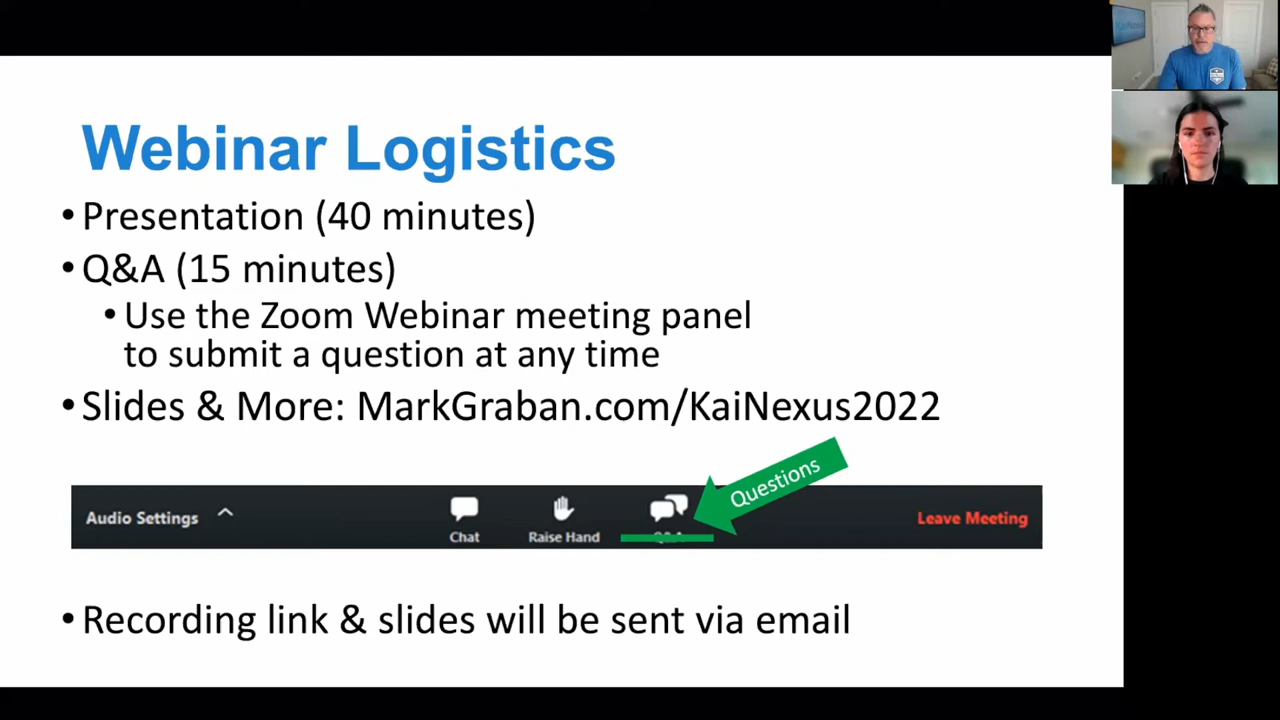 Webinar Logistics
•Presentation (40 minutes)
•Q&A (15 minutes)
•Use the Zoom Webinar meeting panel
to submit a question at any time
•Slides & More: MarkGraban.com/KaiNexus2022
Questions
Audio Settings
Chat
Raise Hand
Leave Meeting
•Recording link & slides will be sent via email